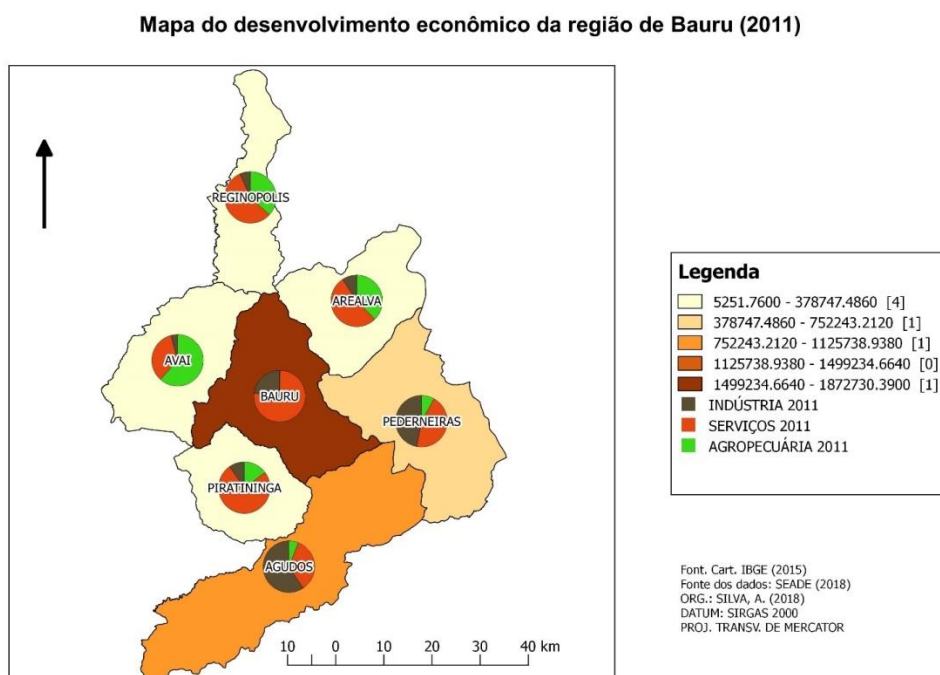 Mapa do desenvolvimento econômico da região de Bauru (2011)
REGINOPOLIS
AREALVA
AVAI
BAURU
PEDERNEIRAS
PIRATININGA
AGUDOS
10 0 10 20 30 40 km
Legenda
5251.7600 - 378747.4860 [4]
378747.4860 - 752243.2120 [1]
752243.2120 - 1125738.9380 [1]
1125738.9380 - 1499234.6640 [0]
1499234.6640 - 1872730.3900 [1]
INDÚSTRIA 2011
SERVIÇOS 2011
AGROPECUÁRIA 2011
Font. Cart. IBGE (2015)
Fonte dos dados: SEADE (2018)
ORG.: SILVA, A. (2018)
DATUM: SIRGAS 2000
PROJ. TRANSV. DE MERCATOR